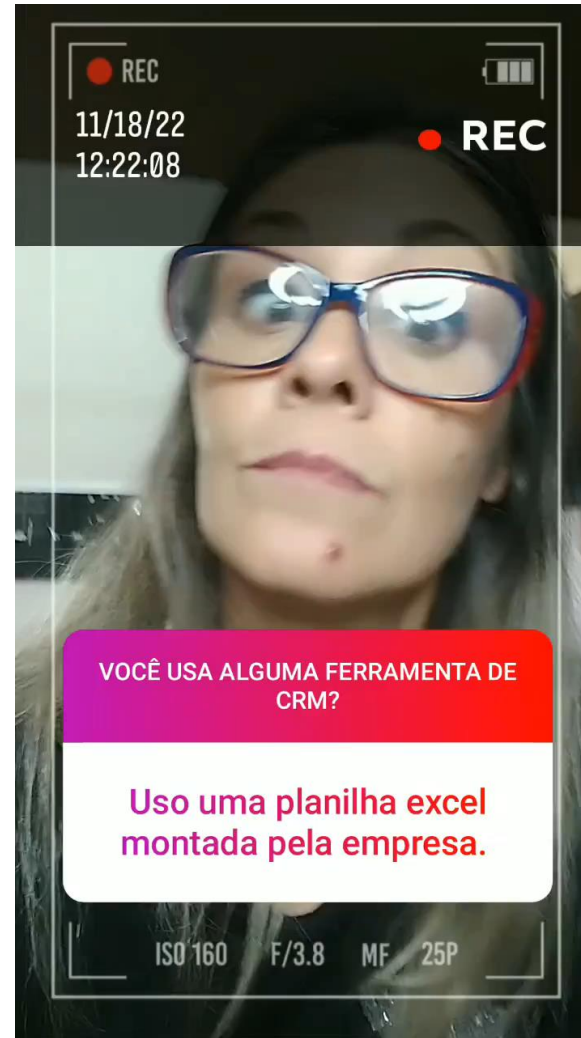 REC
11/18/22
REC
12:22:08
VOCÊ USA ALGUMA FERRAMENTA DE
CRM?
Uso uma planilha excel
montada pela empresa.
ISO 160 F/3.8 MF 25P